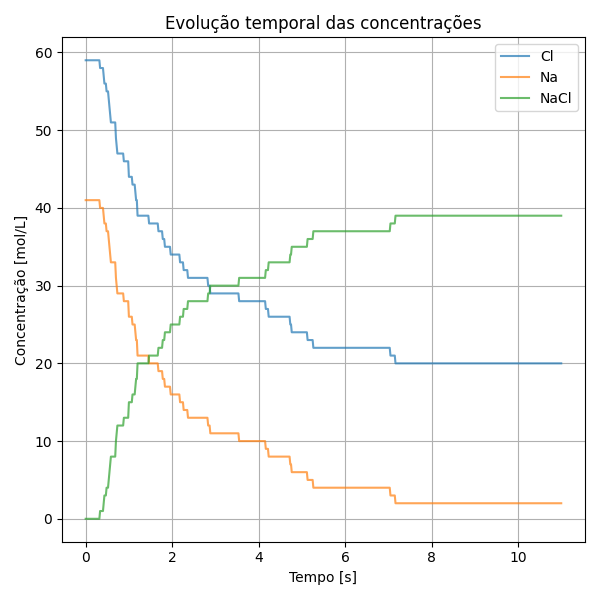 Evolução temporal das concentrações
Cl
Na
NaCl
Concentração [mol/L]
60
50
40
30
20
10
0
0 2 4 6 8 10
Tempo [s]